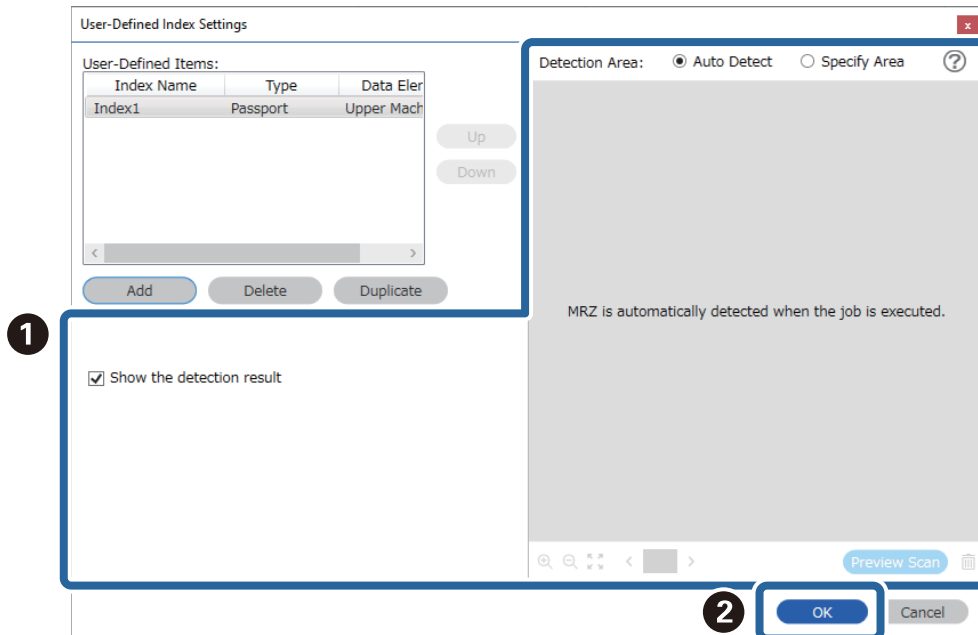 User-Defined Index Settings
x
User-Defined Items:
Index Name Type Data Eler
Index1 Passport Upper Mach
Up
Down
Add Delete Duplicate
Detection Area: Auto Detect Specify Area ?
MRZ is automatically detected when the job is executed.
1
Show the detection result
Preview Scan
2
OK Cancel